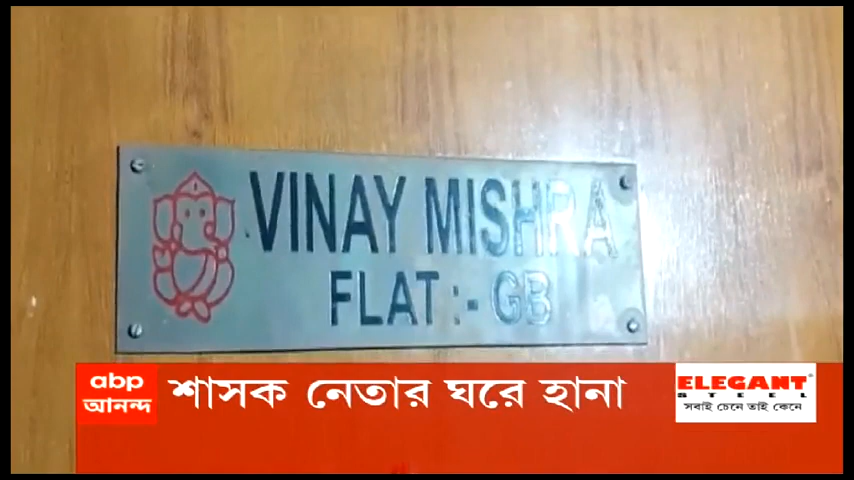 VINAY MISHRA
FLAT :- GB
abp
আনন্দ
শাসক নেতার ঘরে হানা
ELEGANT
STEEL
সবাই চেনে তাই কেনে